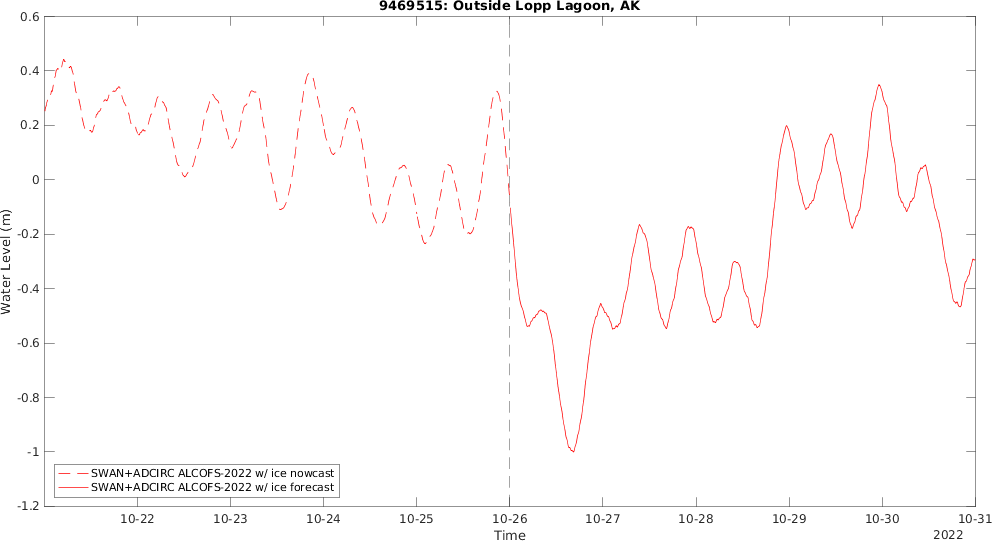 9469515: Outside Lopp Lagoon, AK
0.6
0.4
0.2
0
-0.2
-0.4
-0.6
-0.8
-1
-1.2
Water Level (m)
SWAN+ADCIRC ALCOFS-2022 w/ ice nowcast
SWAN+ADCIRC ALCOFS-2022 w/ ice forecast
10-22 10-23 10-24 10-25 10-26 10-27 10-28 10-29 10-30 10-31
Time
2022